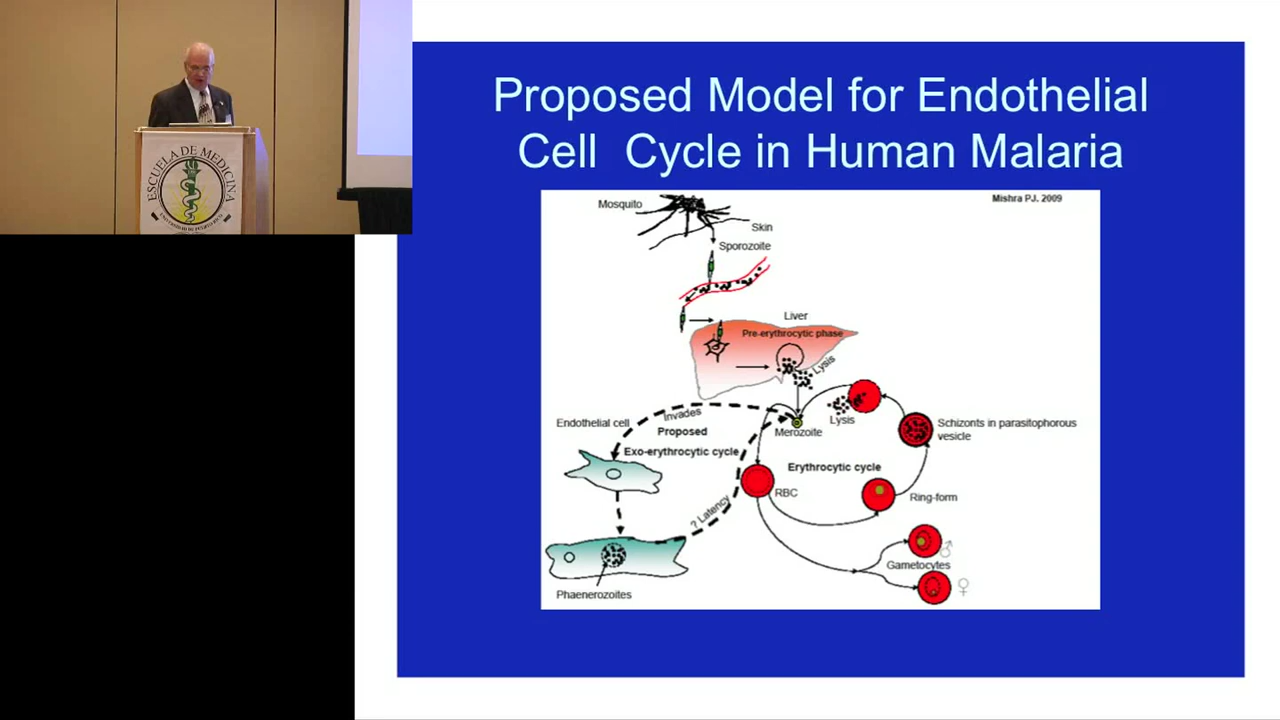 ESCUELA DE MEDICINA
Proposed Model for Endothelial
Cell Cycle in Human Malaria
Mishra PJ. 2009
Mosquito
Skin
Sporozoite
Liver
Pre-erythrocytic phase
Lysis
Invades
Endothelial cell
Proposed
Exo-erythrocytic cycle
Merozoite
Lysis
Schizonts in parasitophorous
vesicle
Erythrocytic cycle
RBC
Ring-form
? Latency
Gametocytes
♂
♀
Phaenerozoites